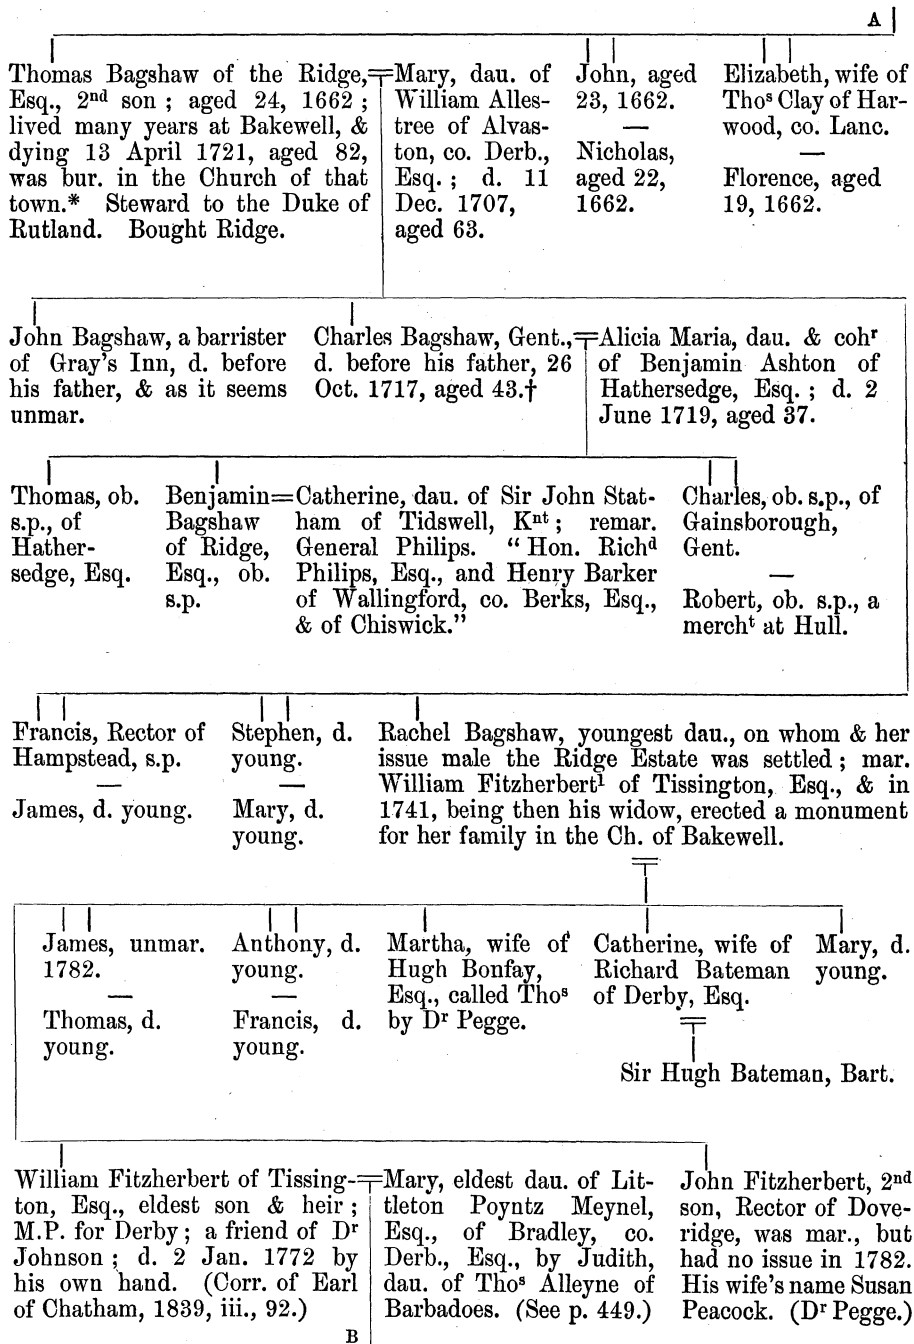 A
Thomas Bagshaw of the Ridge,
Esq., 2nd son ; aged 24, 1662 ;
lived many years at Bakewell, &
dying 13 April 1721, aged 82,
was bur. in the Church of that
town.* Steward to the Duke of
Rutland. Bought Ridge.
Mary, dau. of
William Alles-
tree of Alvas-
ton, co. Derb.,
Esq. ; d. 11
Dec. 1707,
aged 63.
John, aged
23, 1662.
—
Nicholas,
aged 22,
1662.
Elizabeth, wife of
Thos Clay of Har-
wood, co. Lanc.
—
Florence, aged
19, 1662.
John Bagshaw, a barrister
of Gray's Inn, d. before
his father, & as it seems
unmar.
Charles Bagshaw, Gent.,
d. before his father, 26
Oct. 1717, aged 43.†
Alicia Maria, dau. & cohr
of Benjamin Ashton of
Hathersedge, Esq. ; d. 2
June 1719, aged 37.
Thomas, ob.
s.p., of
Hather-
sedge, Esq.
Benjamin
Bagshaw
of Ridge,
Esq., ob.
s.p.
=Catherine, dau. of Sir John Stat-
ham of Tidswell, Knt ; remar.
General Philips. "Hon. Richd
Philips, Esq., and Henry Barker
of Wallingford, co. Berks, Esq.,
& of Chiswick."
Charles, ob. s.p., of
Gainsborough,
Gent.
—
Robert, ob. s.p., a
mercht at Hull.
Francis, Rector of
Hampstead, s.p.
—
James, d. young.
Stephen, d.
young.
—
Mary, d.
young.
Rachel Bagshaw, youngest dau., on whom & her
issue male the Ridge Estate was settled ; mar.
William Fitzherbert1 of Tissington, Esq., & in
1741, being then his widow, erected a monument
for her family in the Ch. of Bakewell.
James, unmar.
1782.
—
Thomas, d.
young.
Anthony, d.
young.
—
Francis, d.
young.
Martha, wife of
Hugh Bonfay,
Esq., called Thos
by Dr Pegge.
Catherine, wife of
Richard Bateman
of Derby, Esq.
Mary, d.
young.
Sir Hugh Bateman, Bart.
William Fitzherbert of Tissing-
ton, Esq., eldest son & heir ;
M.P. for Derby ; a friend of Dr
Johnson ; d. 2 Jan. 1772 by
his own hand. (Corr. of Earl
of Chatham, 1839, iii., 92.)
Mary, eldest dau. of Lit-
tleton Poyntz Meynel,
Esq., of Bradley, co.
Derb., Esq., by Judith,
dau. of Thos Alleyne of
Barbadoes. (See p. 449.)
John Fitzherbert, 2nd
son, Rector of Dove-
ridge, was mar., but
had no issue in 1782.
His wife's name Susan
Peacock. (Dr Pegge.)
B